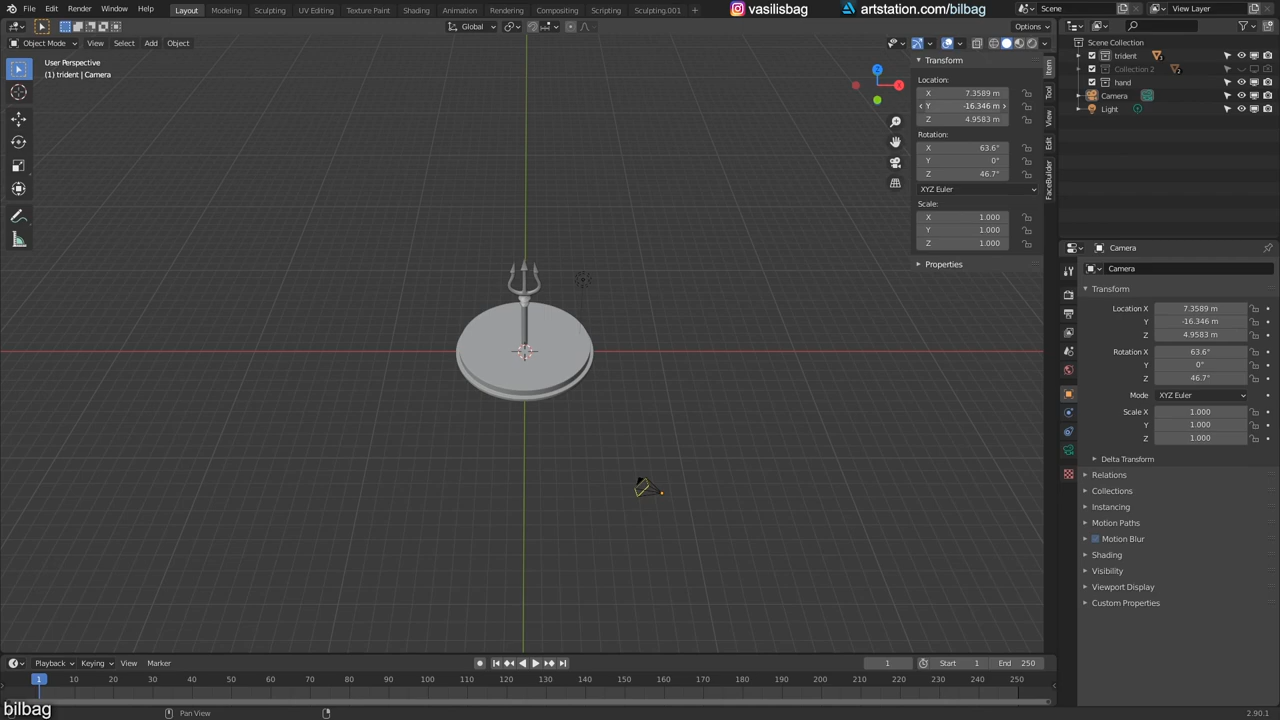 File Edit Render Window Help Layout Modeling Sculpting UV Editing Texture Paint Shading Animation Rendering Compositing Scripting Sculpting.001 + @vasilisbag artstation.com/bilbag Scene View Layer
Global Options
Object Mode View Select Add Object
User Perspective
(1) trident | Camera
Z
X
Transform
Location:
X 7.3589 m
Y -16.346 m
Z 4.9583 m
Rotation:
X 63.6°
Y 0°
Z 46.7°
XYZ Euler
Scale:
X 1.000
Y 1.000
Z 1.000
Properties
Item
Tool
View
Edit
FaceBuilder
Scene Collection
trident
Collection 2
hand
Camera
Light
Camera
Camera
Transform
Location X 7.3589 m
Y -16.346 m
Z 4.9583 m
Rotation X 63.6°
Y 0°
Z 46.7°
Mode XYZ Euler
Scale X 1.000
Y 1.000
Z 1.000
Delta Transform
Relations
Collections
Instancing
Motion Paths
Motion Blur
Shading
Visibility
Viewport Display
Custom Properties
Playback Keying View Marker 1 Start 1 End 250
1 10 20 30 40 50 60 70 80 90 100 110 120 130 140 150 160 170 180 190 200 210 220 230 240 250
bilbag Pan View 2.90.1